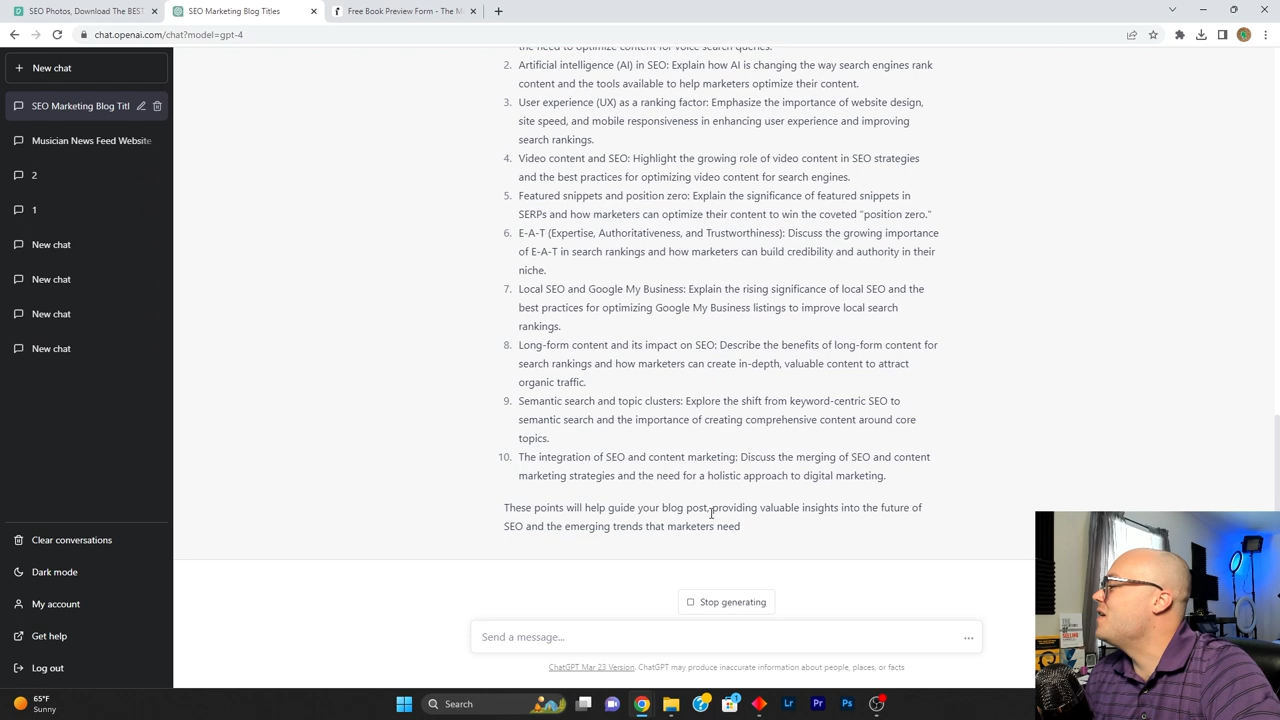 SEO Photos, Download The BEST
SEO Marketing Blog Titles
Free Book Preview Form - The M
chat.openai.com/chat?model=gpt-4
New chat
SEO Marketing Blog Titl
Musician News Feed Website
2
1
New chat
New chat
New chat
New chat
Clear conversations
Dark mode
My account
Get help
Log out
the need to optimize content for voice search queries.
2. Artificial intelligence (AI) in SEO: Explain how AI is changing the way search engines rank
content and the tools available to help marketers optimize their content.
3. User experience (UX) as a ranking factor: Emphasize the importance of website design,
site speed, and mobile responsiveness in enhancing user experience and improving
search rankings.
4. Video content and SEO: Highlight the growing role of video content in SEO strategies
and the best practices for optimizing video content for search engines.
5. Featured snippets and position zero: Explain the significance of featured snippets in
SERPs and how marketers can optimize their content to win the coveted "position zero."
6. E-A-T (Expertise, Authoritativeness, and Trustworthiness): Discuss the growing importance
of E-A-T in search rankings and how marketers can build credibility and authority in their
niche.
7. Local SEO and Google My Business: Explain the rising significance of local SEO and the
best practices for optimizing Google My Business listings to improve local search
rankings.
8. Long-form content and its impact on SEO: Describe the benefits of long-form content for
search rankings and how marketers can create in-depth, valuable content to attract
organic traffic.
9. Semantic search and topic clusters: Explore the shift from keyword-centric SEO to
semantic search and the importance of creating comprehensive content around core
topics.
10. The integration of SEO and content marketing: Discuss the merging of SEO and content
marketing strategies and the need for a holistic approach to digital marketing.
These points will help guide your blog post, providing valuable insights into the future of
SEO and the emerging trends that marketers need
Stop generating
Send a message...
ChatGPT Mar 23 Version. ChatGPT may produce inaccurate information about people, places, or facts
65°F
Sunny
Search
Lr
Pr
Ps
SELLING